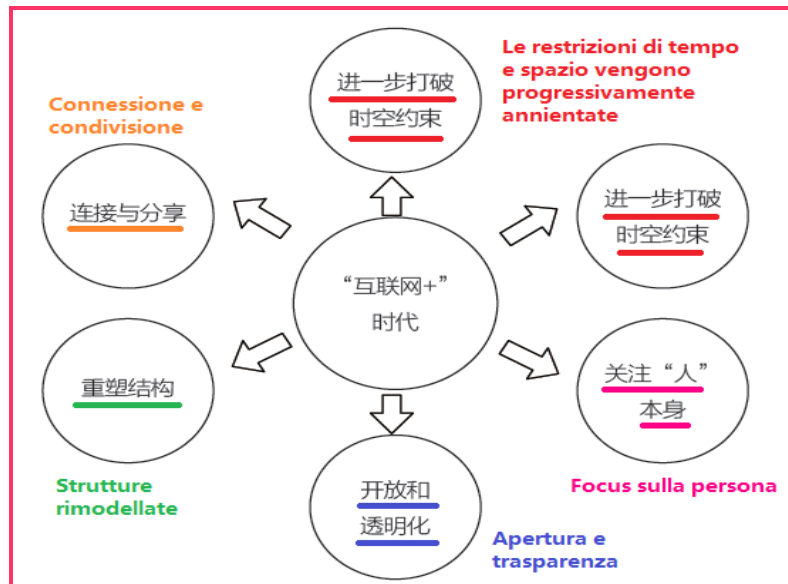 Le restrizioni di tempo
e spazio vengono
progressivamente
annientate
进一步打破
时空约束
Connessione e
condivisione
连接与分享
进一步打破
时空约束
“互联网+”
时代
重塑结构
关注“人”
本身
Strutture
rimodellate
开放和
透明化
Focus sulla persona
Apertura e
trasparenza